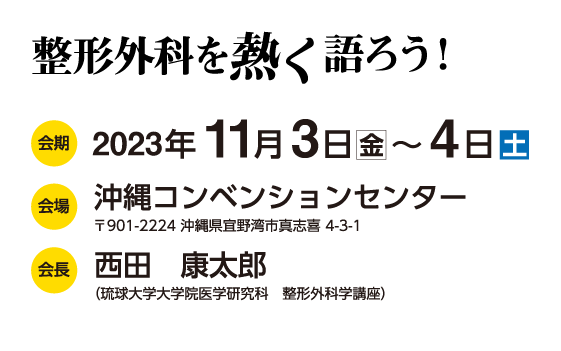 整形外科を熱く語ろう！
会期 2023年 11月3日金～4日土
会場 沖縄コンベンションセンター
〒901-2224 沖縄県宜野湾市真志喜 4-3-1
会長 西田　康太郎
（琉球大学大学院医学研究科　整形外科学講座）